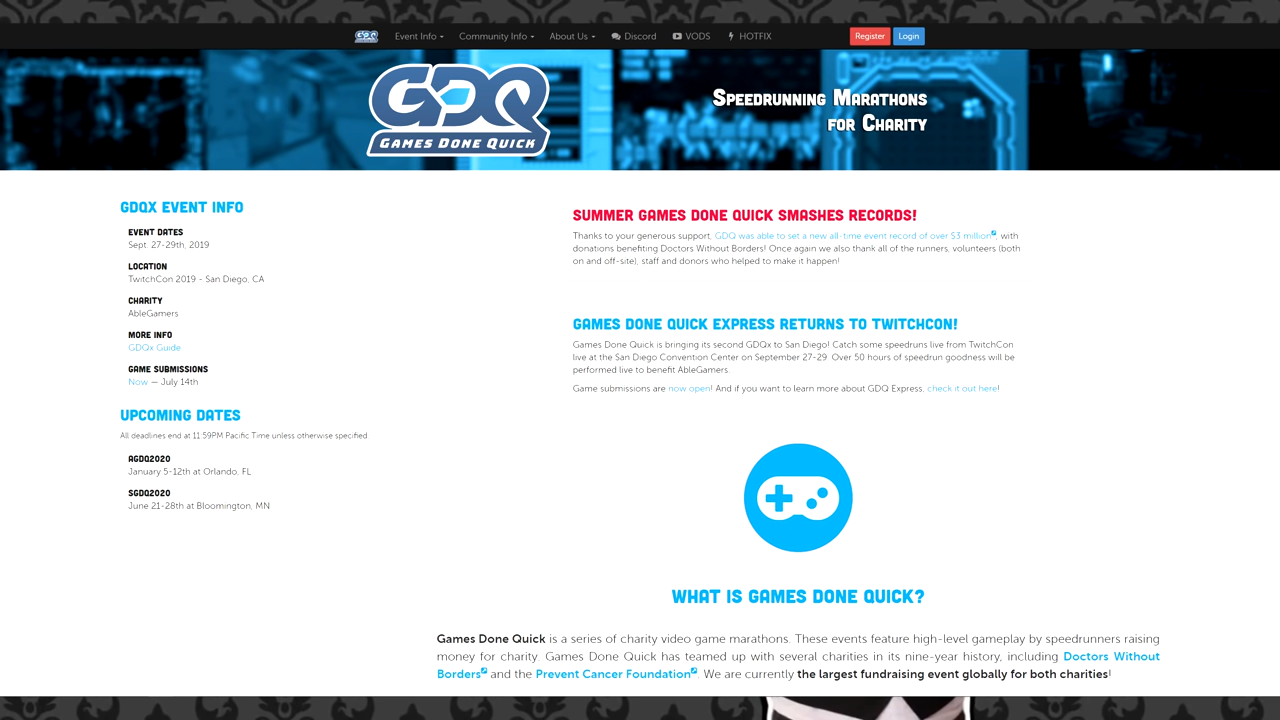 GDQ Event Info Community Info About Us Discord VODS HOTFIX Register Login
GDQ
GAMES DONE QUICK
SPEEDRUNNING MARATHONS
FOR CHARITY
GDQX EVENT INFO
EVENT DATES
Sept. 27-29th, 2019
LOCATION
TwitchCon 2019 - San Diego, CA
CHARITY
AbleGamers
MORE INFO
GDQx Guide
GAME SUBMISSIONS
Now — July 14th
UPCOMING DATES
All deadlines end at 11:59PM Pacific Time unless otherwise specified
AGDQ2020
January 5-12th at Orlando, FL
SGDQ2020
June 21-28th at Bloomington, MN
SUMMER GAMES DONE QUICK SMASHES RECORDS!
Thanks to your generous support, GDQ was able to set a new all-time event record of over $3 million, with
donations benefiting Doctors Without Borders! Once again we also thank all of the runners, volunteers (both
on and off-site), staff and donors who helped to make it happen!
GAMES DONE QUICK EXPRESS RETURNS TO TWITCHCON!
Games Done Quick is bringing its second GDQx to San Diego! Catch some speedruns live from TwitchCon
live at the San Diego Convention Center on September 27-29. Over 50 hours of speedrun goodness will be
performed live to benefit AbleGamers.
Game submissions are now open! And if you want to learn more about GDQ Express, check it out here!
WHAT IS GAMES DONE QUICK?
Games Done Quick is a series of charity video game marathons. These events feature high-level gameplay by speedrunners raising
money for charity. Games Done Quick has teamed up with several charities in its nine-year history, including Doctors Without
Borders and the Prevent Cancer Foundation. We are currently the largest fundraising event globally for both charities!